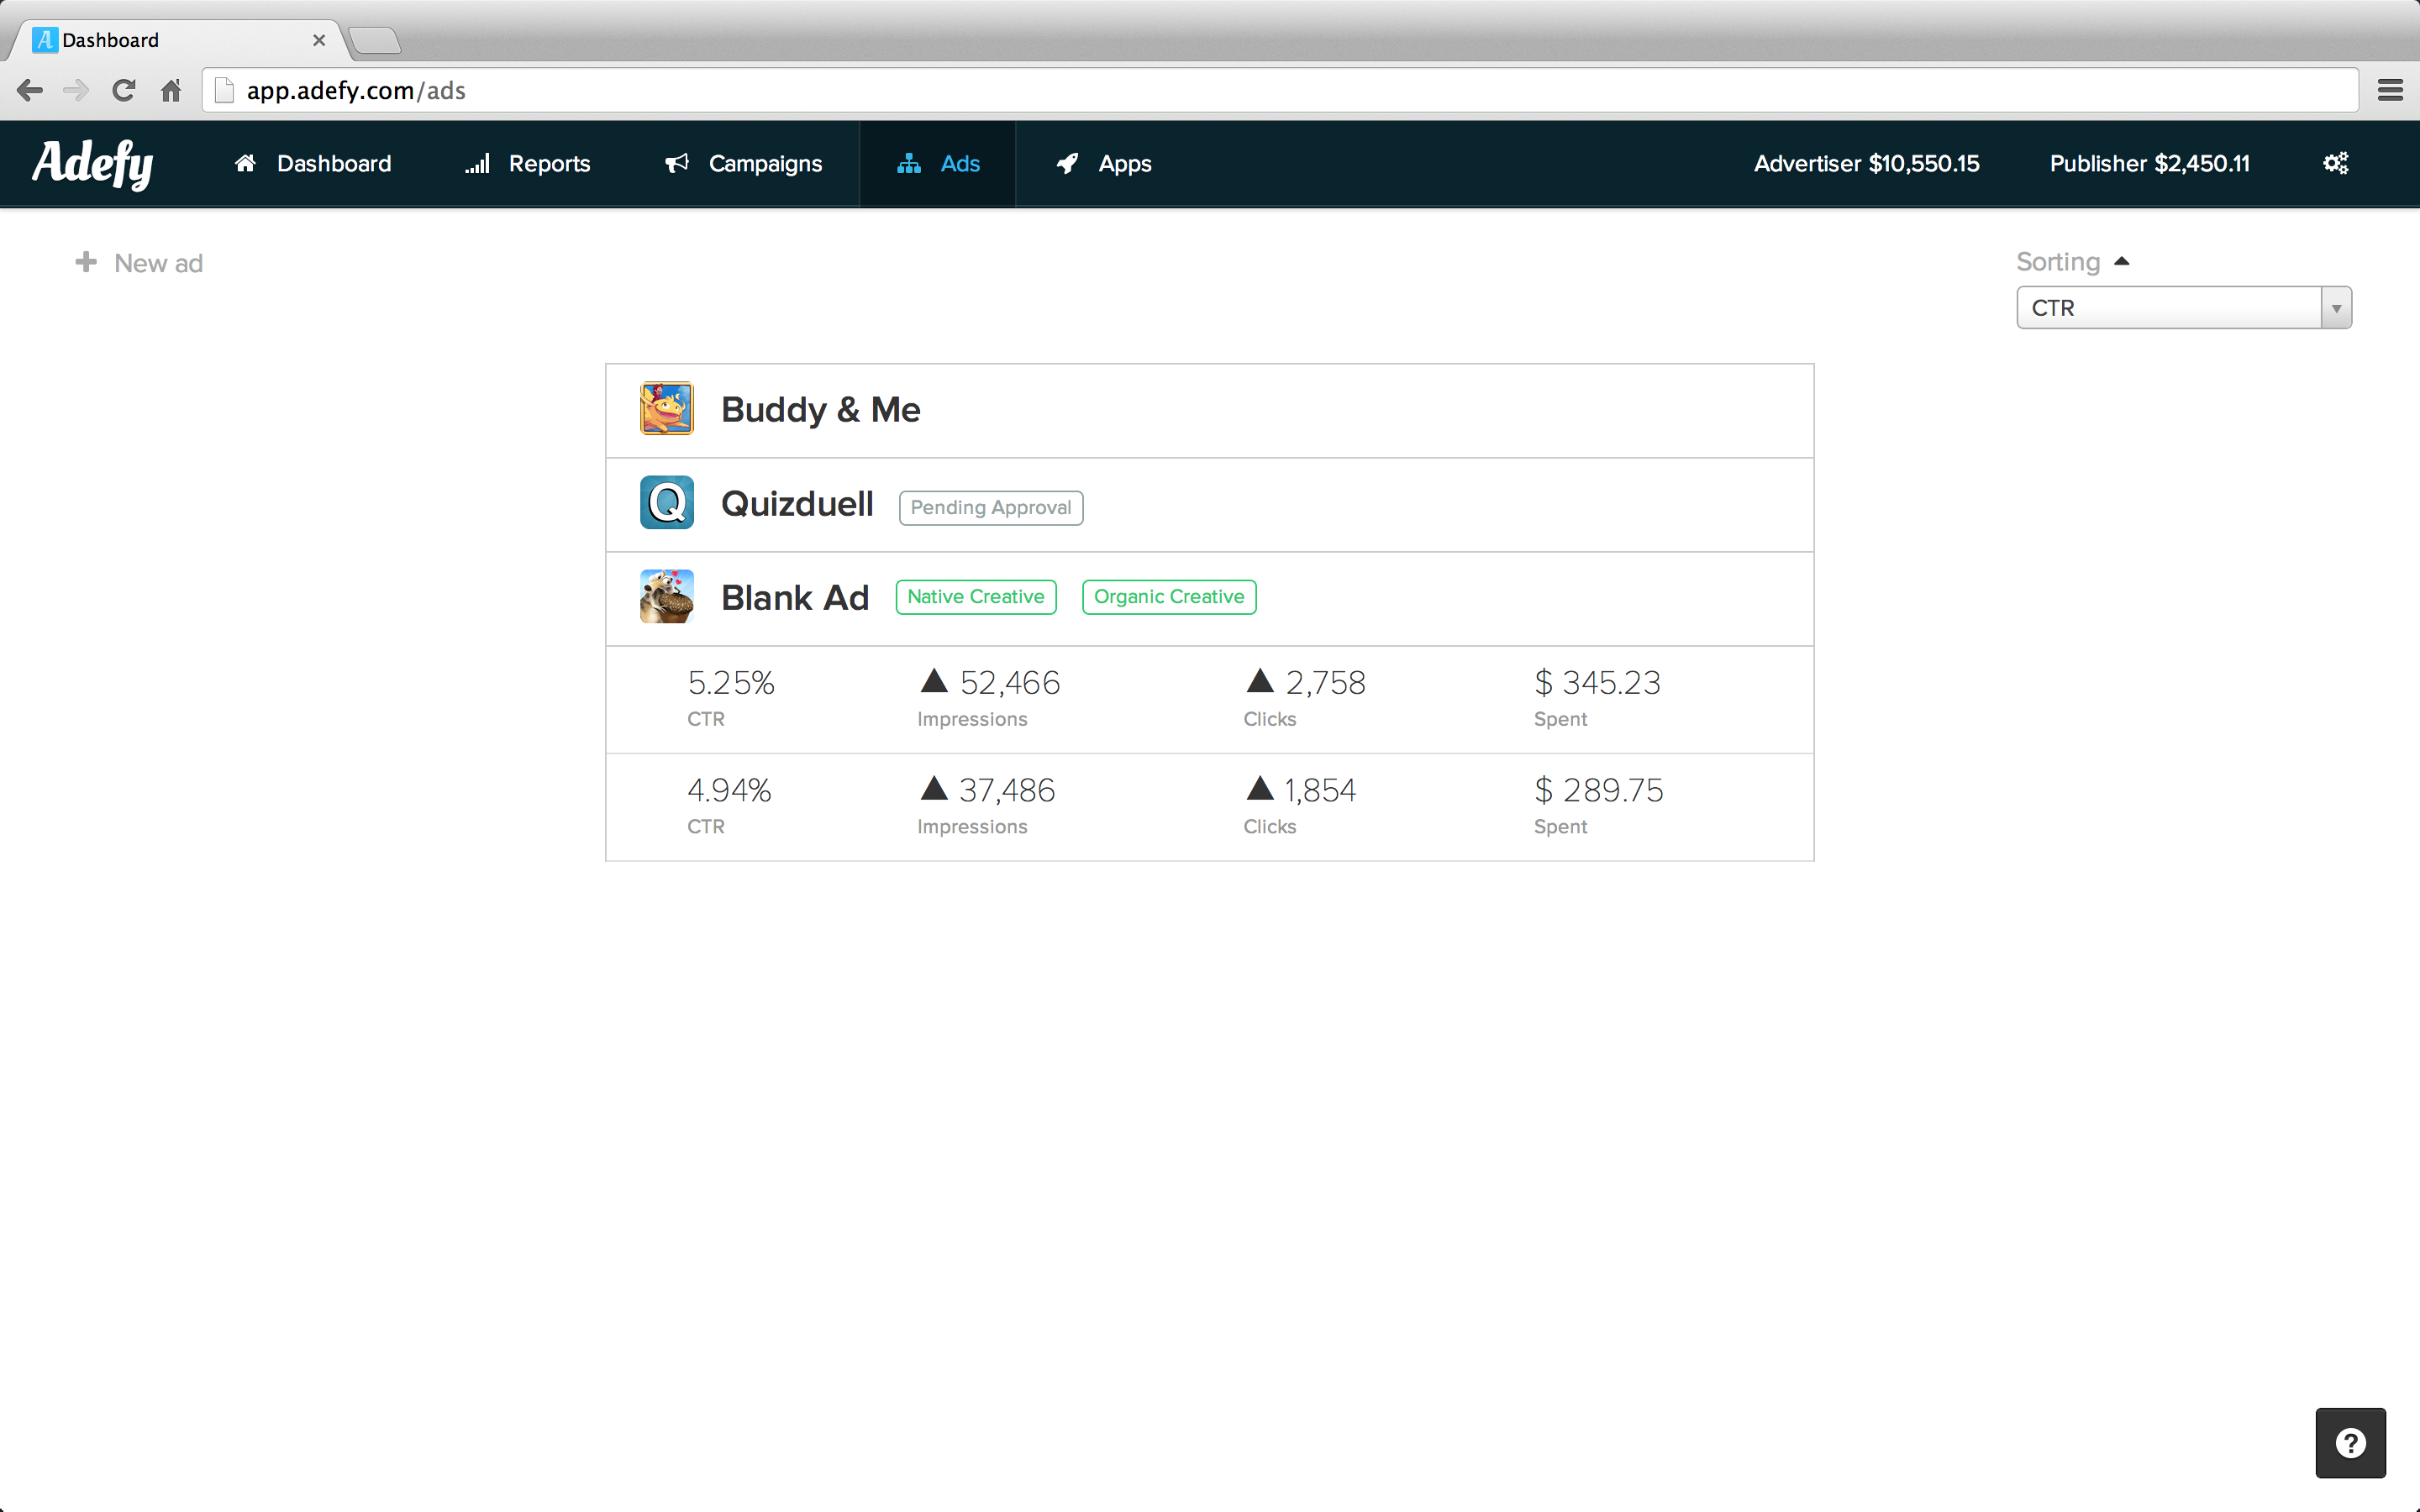 Dashboard
app.adefy.com/ads
Adefy Dashboard Reports Campaigns Ads Apps Advertiser $10,550.15 Publisher $2,450.11
New ad
Sorting
CTR
Buddy & Me
Quizduell Pending Approval
Blank Ad Native Creative Organic Creative
5.25% 52,466 2,758 $ 345.23
CTR Impressions Clicks Spent
4.94% 37,486 1,854 $ 289.75
CTR Impressions Clicks Spent